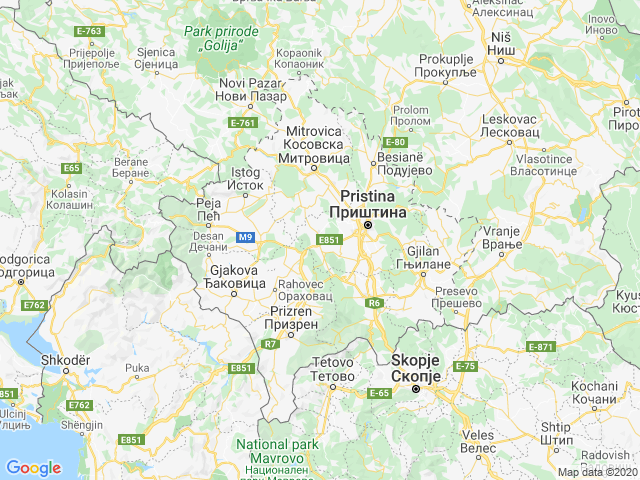 E-763
Park prirode
„Golija“
Prijepolje
Пријепоље
Sjenica
Сјеница
Kopaonik
Копаоник
Aleksinac
Алексинац
Inovo
Иново
Niš
Ниш
Prokuplje
Прокупље
Novi Pazar
Нови Пазар
E-761
Mitrovica
Косовска
Митровица
Prolom
Пролом
E-80
Leskovac
Лесковац
Pirot
Besianë
Подујево
Vlasotince
Власотинце
E65
Berane
Беране
Kolasin
Колашин
Istog
Исток
Peja
Пећ
Pristina
Приштина
Desan
Дечани
M9
E851
Vranje
Врање
Gjilan
Гњилане
odgorica
одгорица
E762
Gjakova
Ђаковица
Rahovec
Ораховац
R6
Presevo
Прешево
Prizren
Призрен
R7
Shkodër
Puka
E851
Tetovo
Тетово
Skopje
Скопје
E-871
E-75
E-65
Kochani
Кочани
Ulcinj
E762
Shëngjin
E851
National park
Mavrovo
Национален
парк
Veles
Велес
Shtip
Штип
Radovish
Google
Map data ©2020